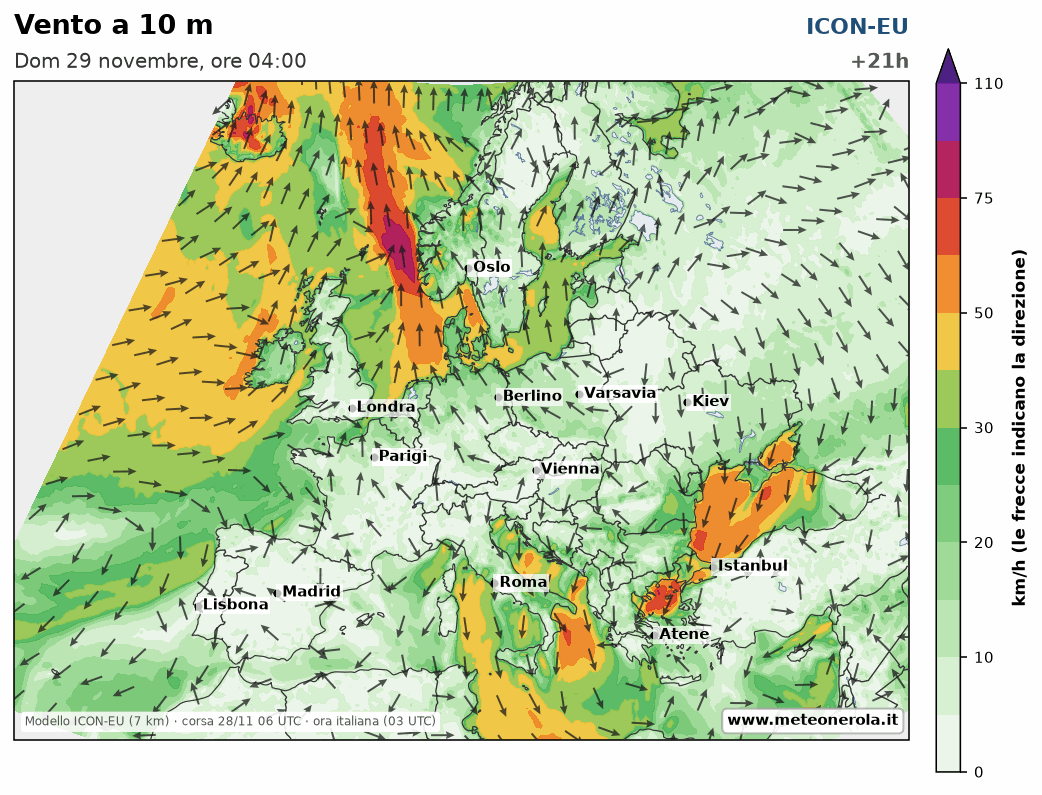 Vento a 10 m
ICON-EU
Dom 29 novembre, ore 04:00
+21h
110
75
50
30
20
10
0
km/h (le frecce indicano la direzione)
Oslo
Londra
Berlino
Varsavia
Kiev
Parigi
Vienna
Istanbul
Roma
Madrid
Lisbona
Atene
Modello ICON-EU (7 km) · corsa 28/11 06 UTC · ora italiana (03 UTC)
www.meteonerola.it